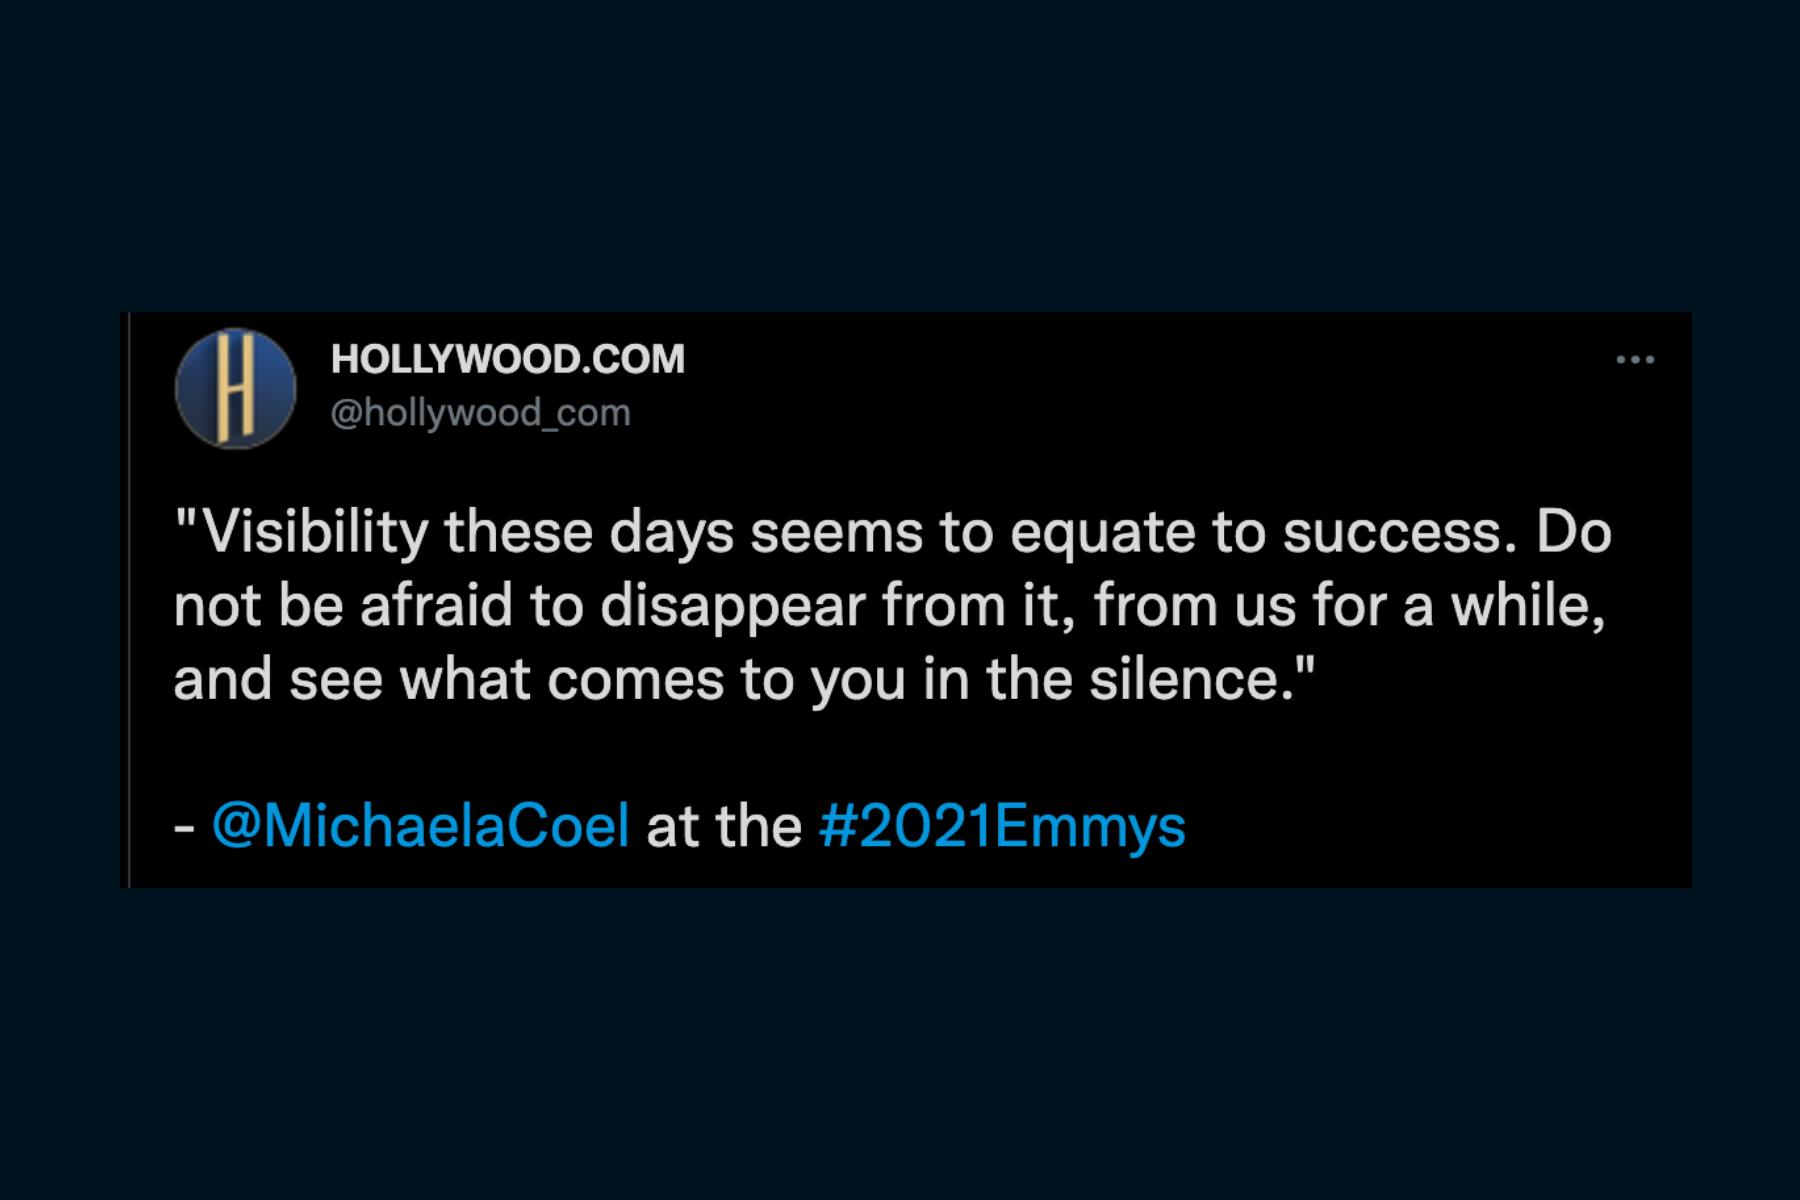 HOLLYWOOD.COM
@hollywood_com
"Visibility these days seems to equate to success. Do
not be afraid to disappear from it, from us for a while,
and see what comes to you in the silence."
- @MichaelaCoel at the #2021Emmys